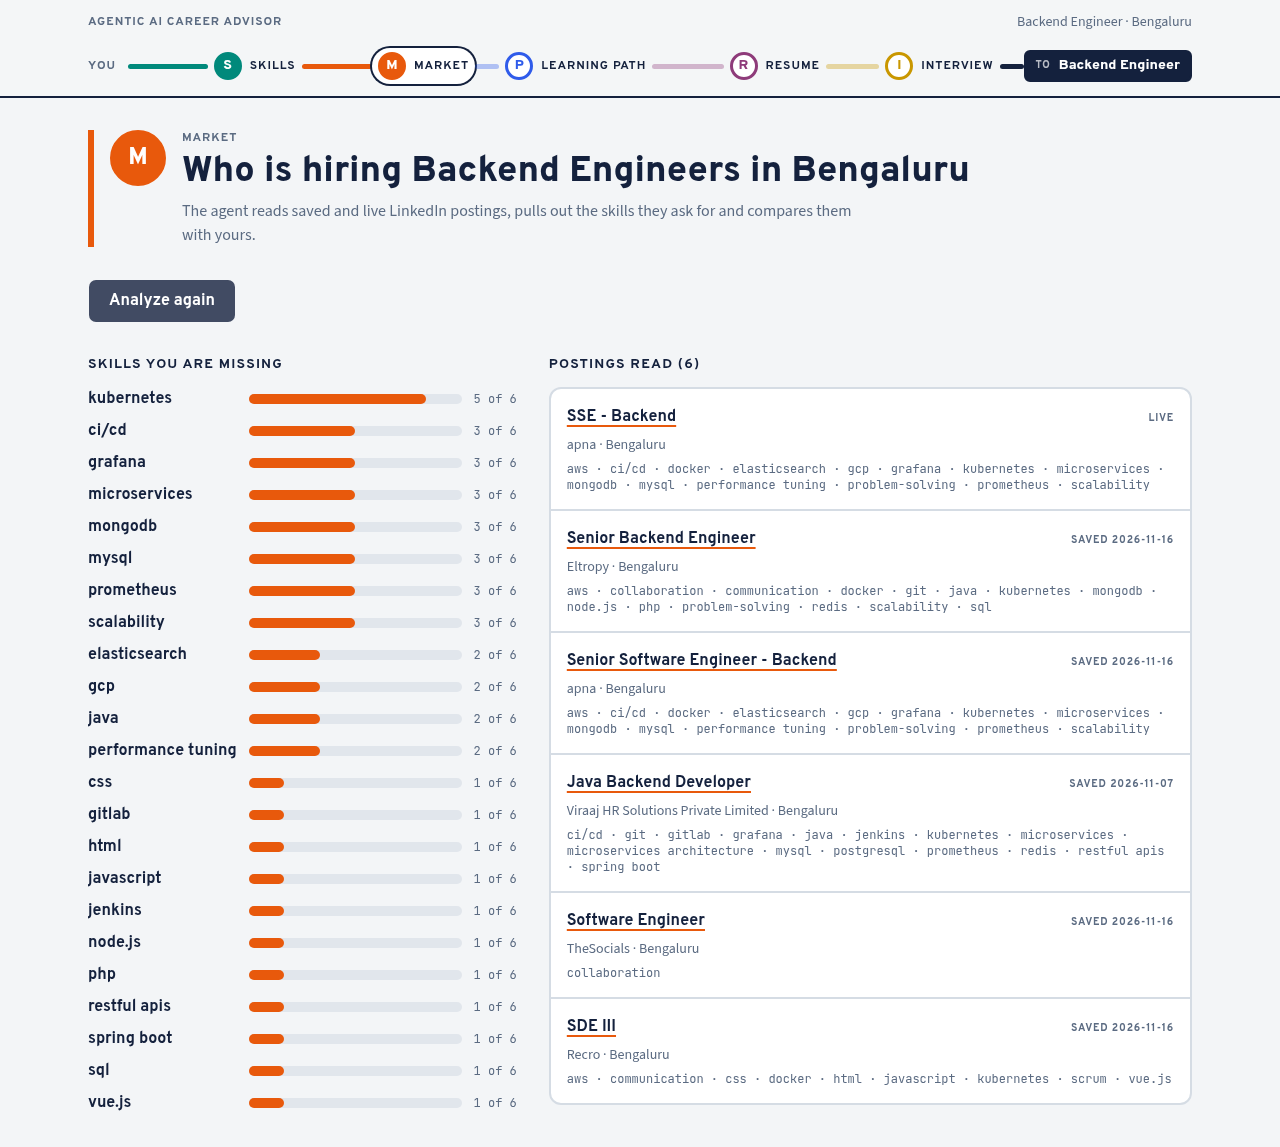 AGENTIC AI CAREER ADVISOR
Backend Engineer · Bengaluru
YOU
S SKILLS
M MARKET
P LEARNING PATH
R RESUME
I INTERVIEW
TO Backend Engineer
M
MARKET
Who is hiring Backend Engineers in Bengaluru
The agent reads saved and live LinkedIn postings, pulls out the skills they ask for and compares them
with yours.
Analyze again
SKILLS YOU ARE MISSING
kubernetes 5 of 6
ci/cd 3 of 6
grafana 3 of 6
microservices 3 of 6
mongodb 3 of 6
mysql 3 of 6
prometheus 3 of 6
scalability 3 of 6
elasticsearch 2 of 6
gcp 2 of 6
java 2 of 6
performance tuning 2 of 6
css 1 of 6
gitlab 1 of 6
html 1 of 6
javascript 1 of 6
jenkins 1 of 6
node.js 1 of 6
php 1 of 6
restful apis 1 of 6
spring boot 1 of 6
sql 1 of 6
vue.js 1 of 6
POSTINGS READ (6)
SSE - Backend LIVE
apna · Bengaluru
aws · ci/cd · docker · elasticsearch · gcp · grafana · kubernetes · microservices ·
mongodb · mysql · performance tuning · problem-solving · prometheus · scalability
Senior Backend Engineer SAVED 2026-11-16
Eltropy · Bengaluru
aws · collaboration · communication · docker · git · java · kubernetes · mongodb ·
node.js · php · problem-solving · redis · scalability · sql
Senior Software Engineer - Backend SAVED 2026-11-16
apna · Bengaluru
aws · ci/cd · docker · elasticsearch · gcp · grafana · kubernetes · microservices ·
mongodb · mysql · performance tuning · problem-solving · prometheus · scalability
Java Backend Developer SAVED 2026-11-07
Viraaj HR Solutions Private Limited · Bengaluru
ci/cd · git · gitlab · grafana · java · jenkins · kubernetes · microservices ·
microservices architecture · mysql · postgresql · prometheus · redis · restful apis
· spring boot
Software Engineer SAVED 2026-11-16
TheSocials · Bengaluru
collaboration
SDE III SAVED 2026-11-16
Recro · Bengaluru
aws · communication · css · docker · html · javascript · kubernetes · scrum · vue.js